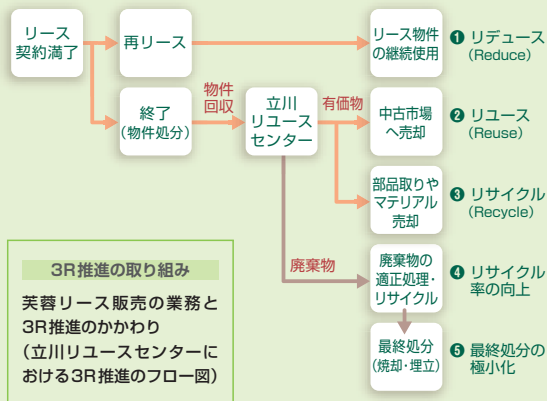 リース
契約満了
再リース
リース物件
の継続使用
❶ リデュース
(Reduce)
終了
(物件処分)
物件
回収
立川
リユース
センター
有価物
中古市場
へ売却
❷ リユース
(Reuse)
部品取りや
マテリアル
売却
❸ リサイクル
(Recycle)
廃棄物
廃棄物の
適正処理・
リサイクル
❹ リサイクル
率の向上
最終処分
(焼却・埋立)
❺ 最終処分の
極小化
3R推進の取り組み
芙蓉リース販売の業務と
3R推進のかかわり
(立川リユースセンターに
おける3R推進のフロー図)